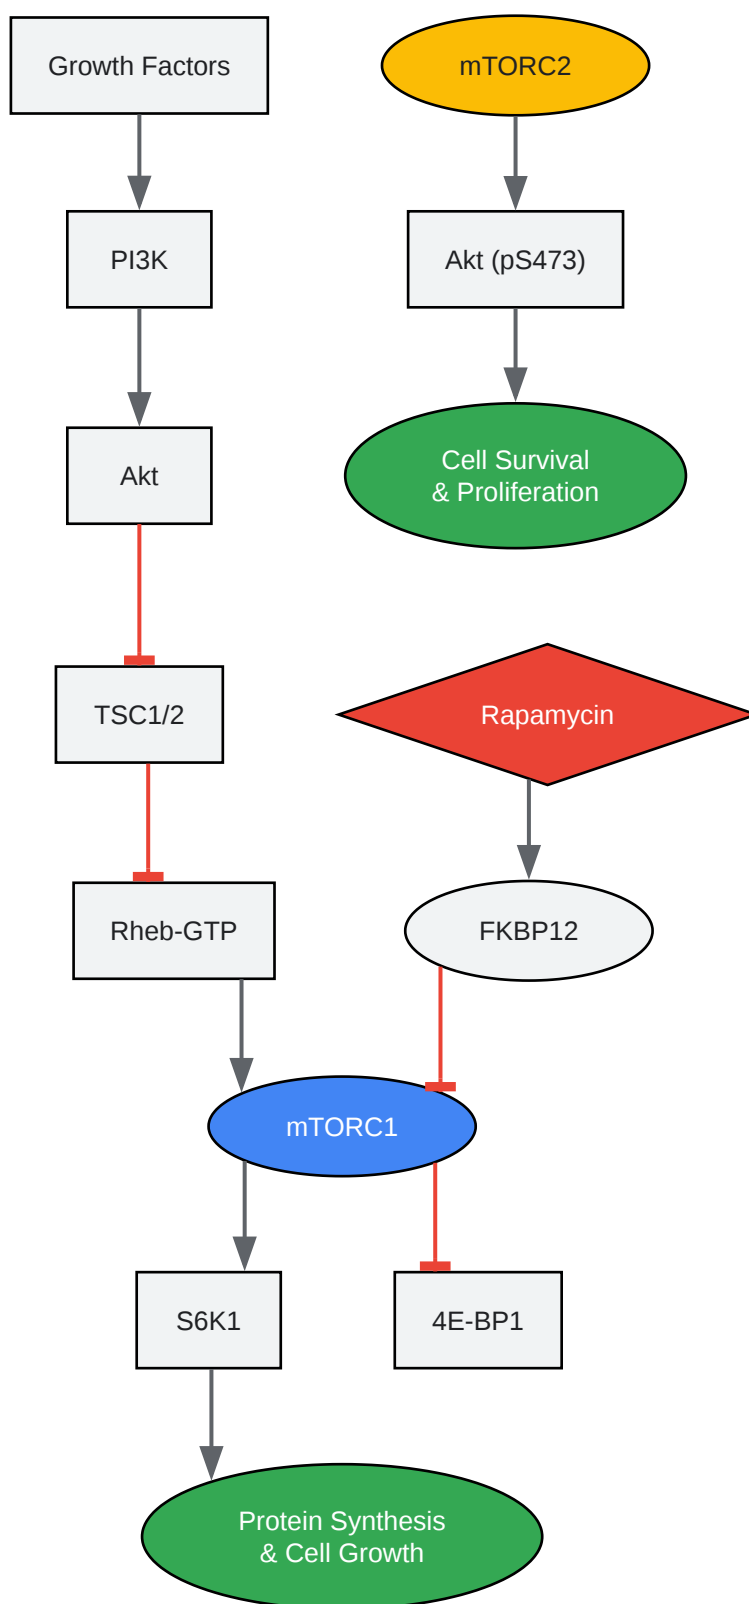 Growth Factors
mTORC2
PI3K
Akt (pS473)
Akt
Cell Survival
& Proliferation
TSC1/2
Rapamycin
Rheb-GTP
FKBP12
mTORC1
S6K1
4E-BP1
Protein Synthesis
& Cell Growth